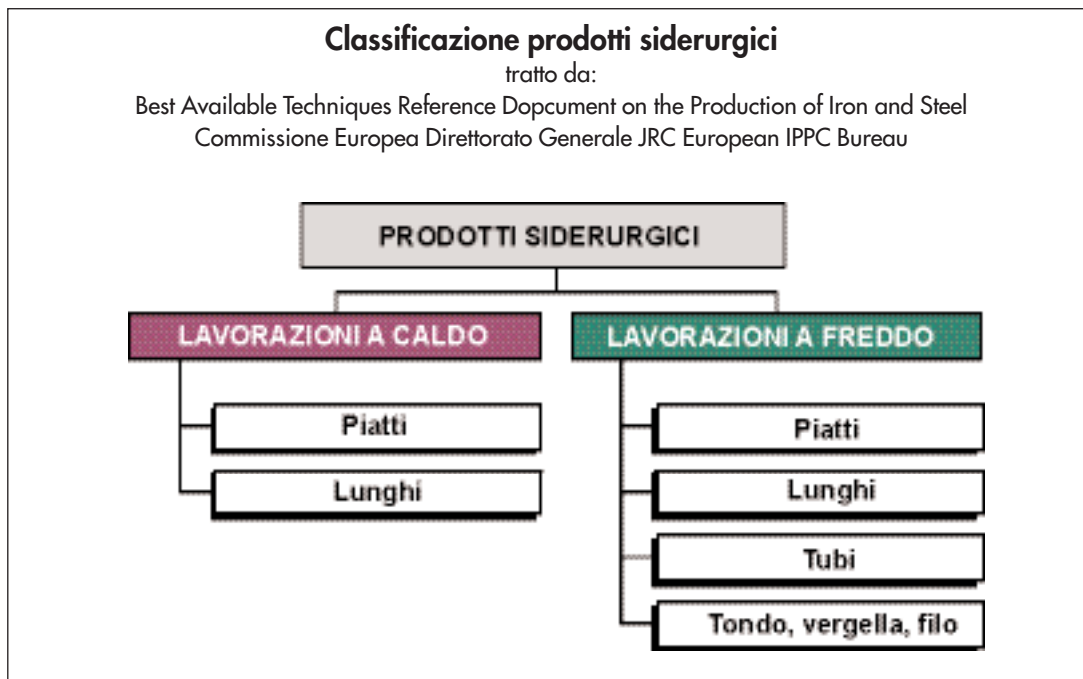 Classificazione prodotti siderurgici
tratto da:
Best Available Techniques Reference Dopcument on the Production of Iron and Steel
Commissione Europea Direttorato Generale JRC European IPPC Bureau
PRODOTTI SIDERURGICI
LAVORAZIONI A CALDO
Piatti
Lunghi
LAVORAZIONI A FREDDO
Piatti
Lunghi
Tubi
Tondo, vergella, filo